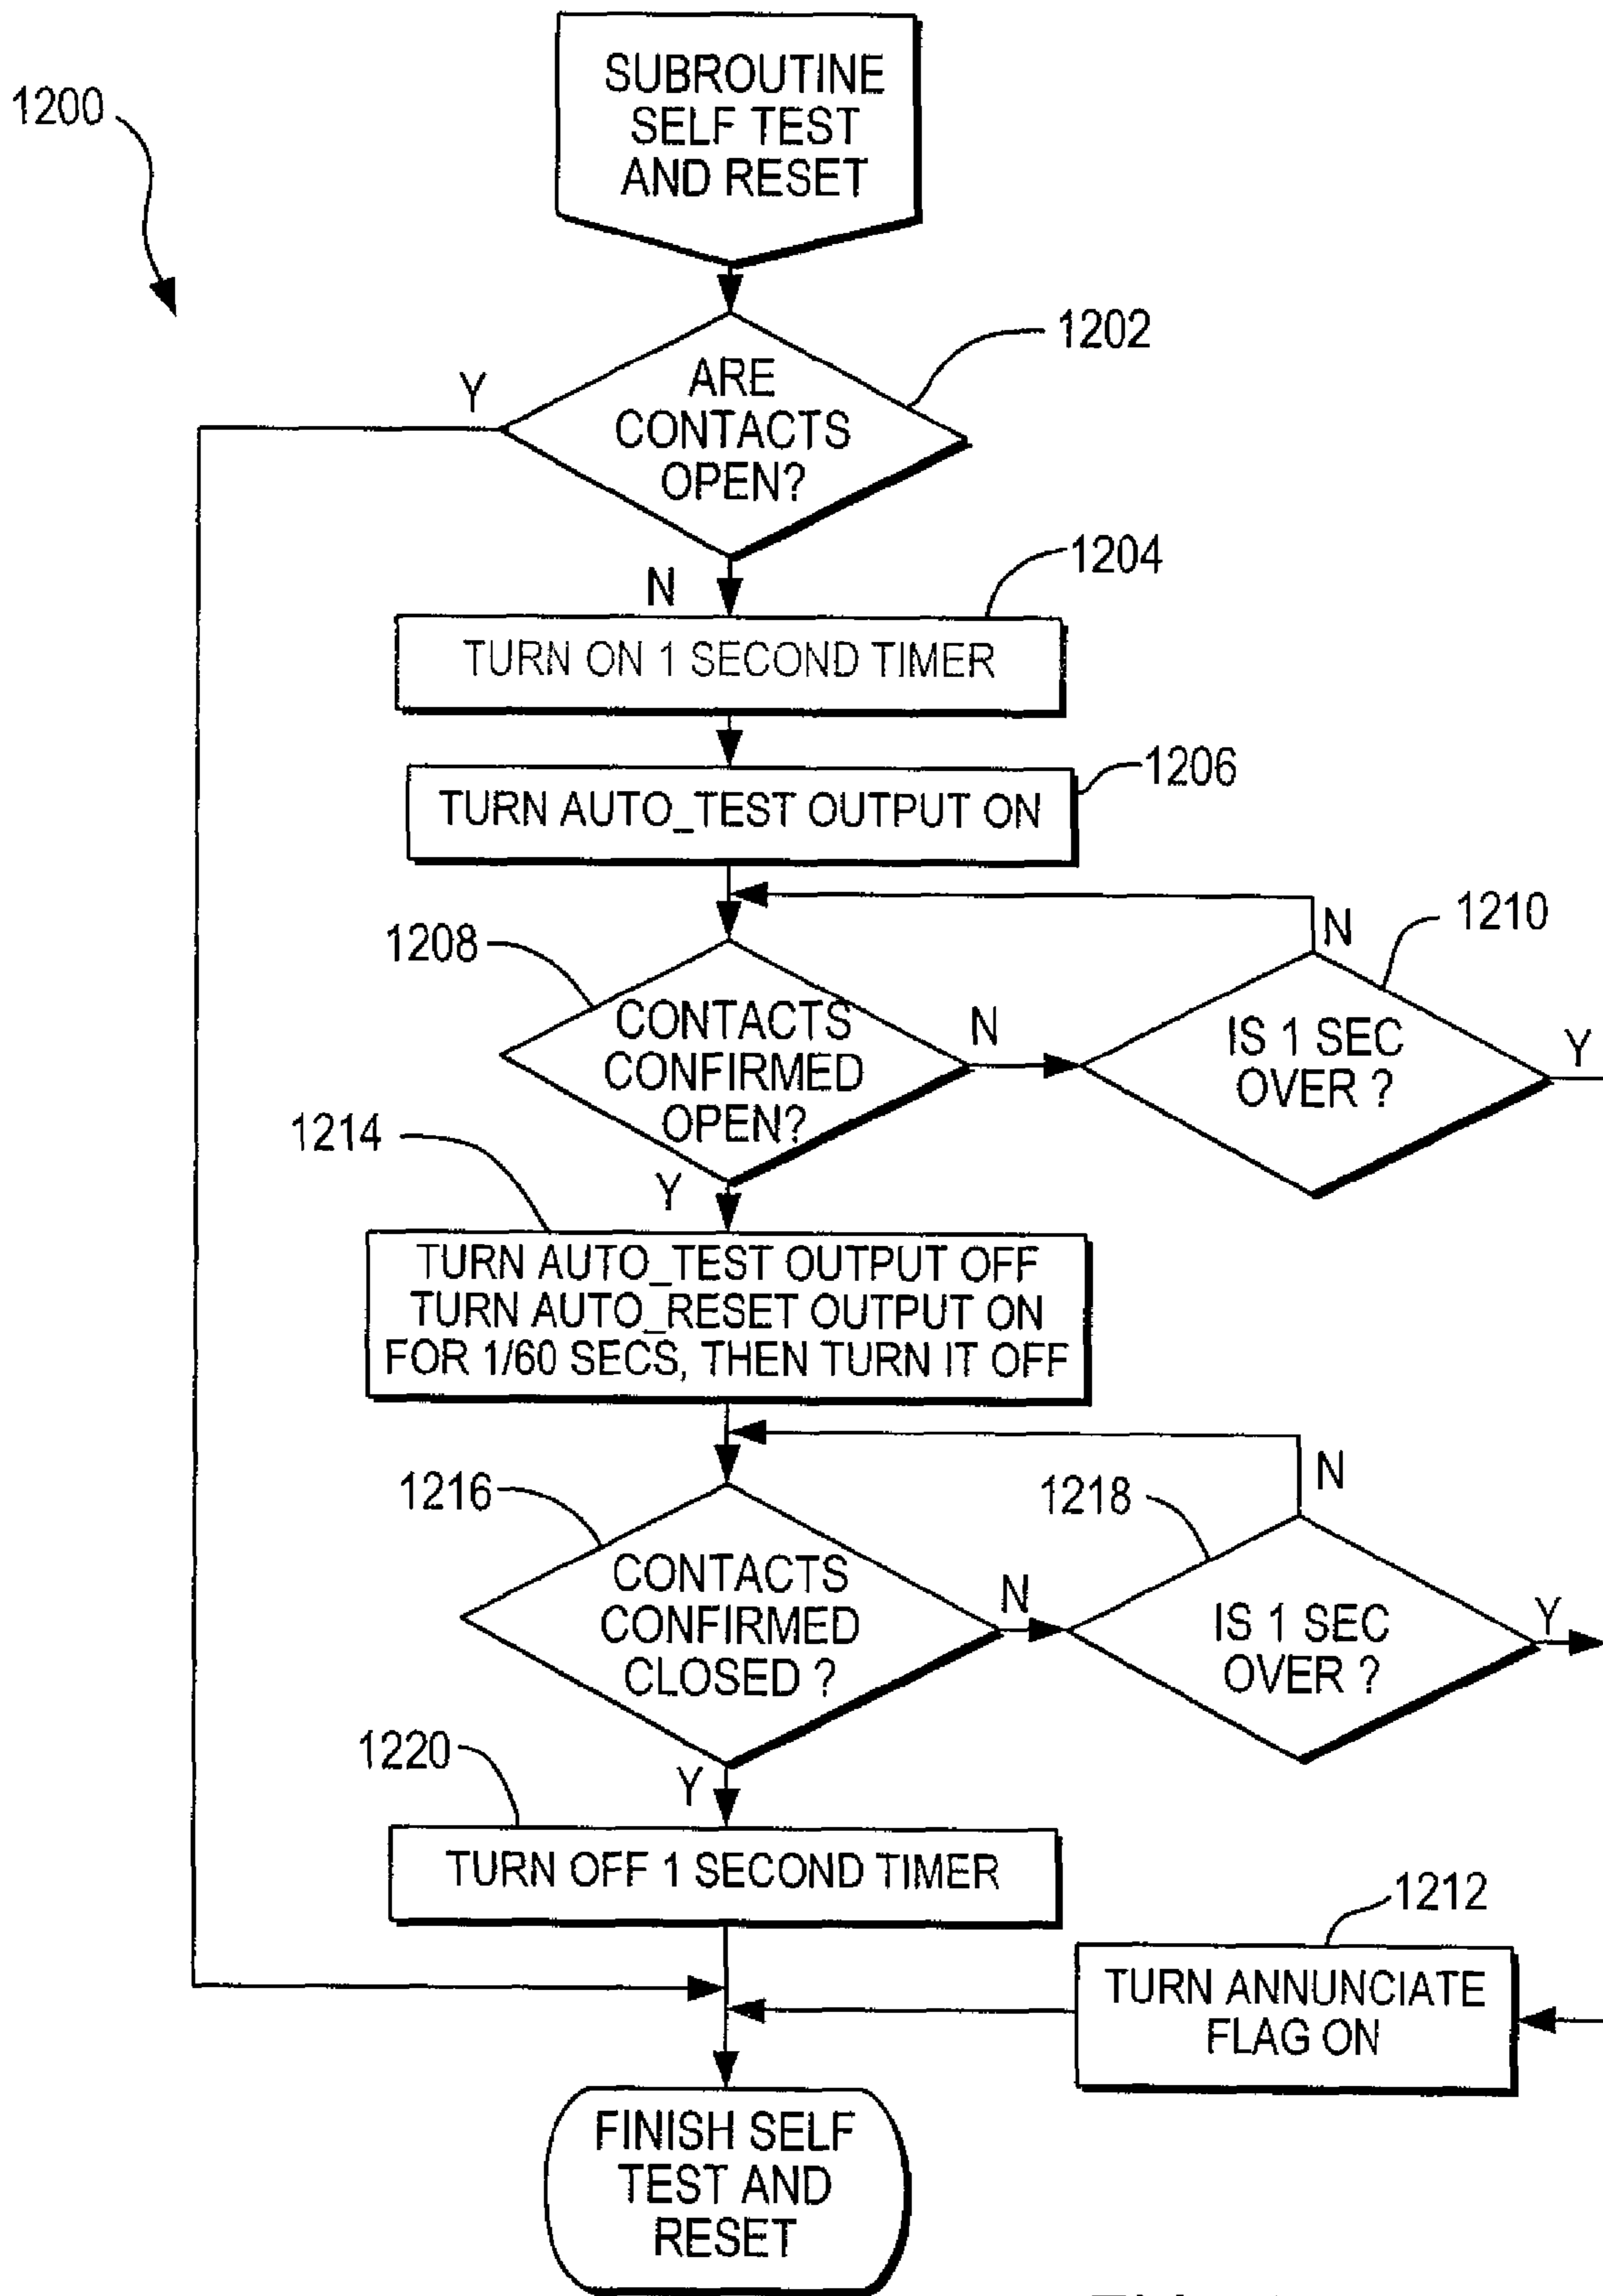 1200
SUBROUTINE
SELF TEST
AND RESET
1202
Y
ARE
CONTACTS
OPEN?
N
1204
TURN ON 1 SECOND TIMER
1206
TURN AUTO_TEST OUTPUT ON
1208
CONTACTS
CONFIRMED
OPEN?
N
1210
N
IS 1 SEC
OVER ?
Y
1214
Y
TURN AUTO_TEST OUTPUT OFF
TURN AUTO_RESET OUTPUT ON
FOR 1/60 SECS, THEN TURN IT OFF
1216
CONTACTS
CONFIRMED
CLOSED ?
N
1218
N
IS 1 SEC
OVER ?
Y
1220
Y
TURN OFF 1 SECOND TIMER
1212
TURN ANNUNCIATE
FLAG ON
FINISH SELF
TEST AND
RESET